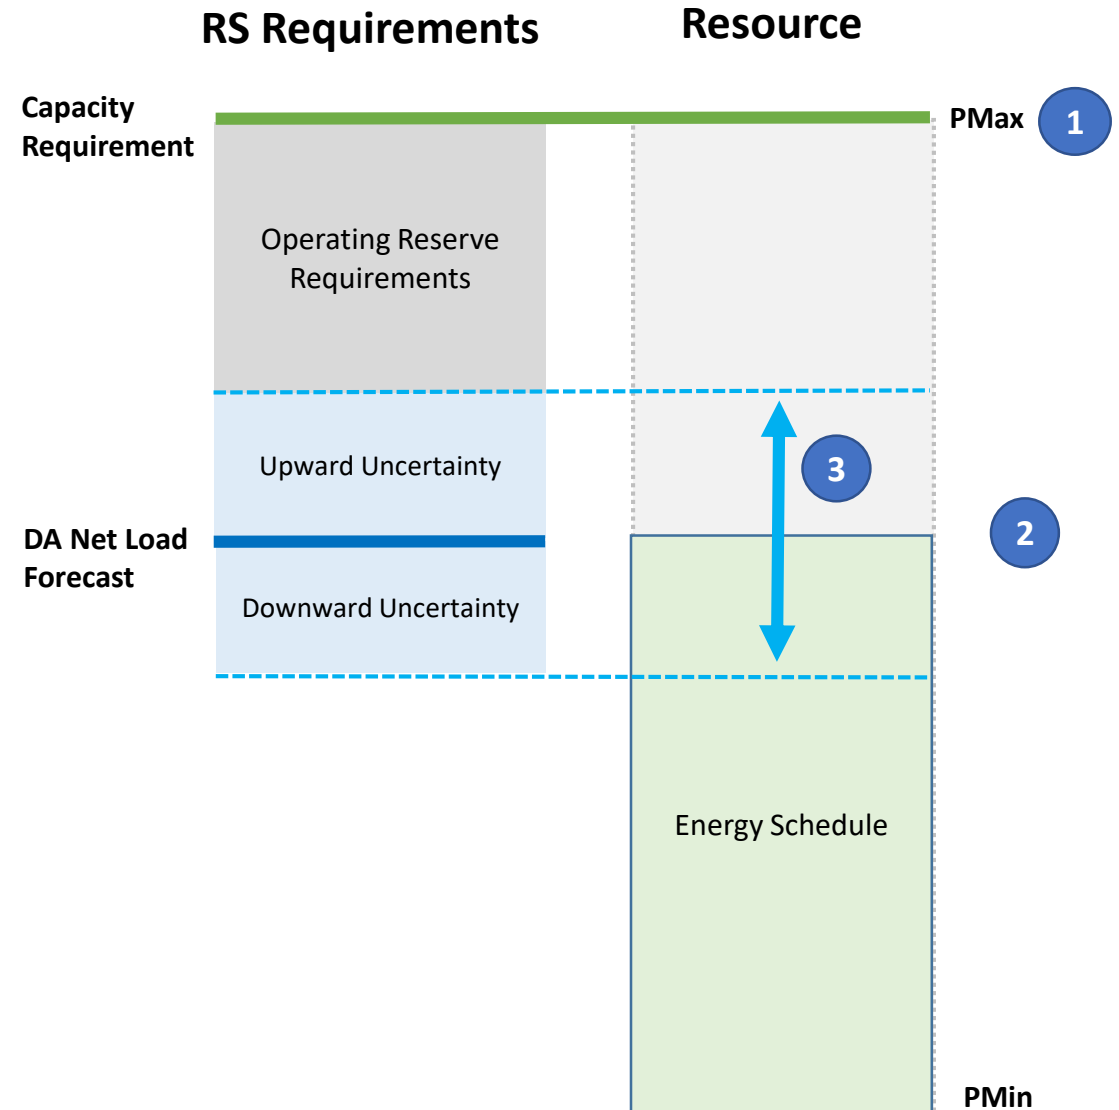 RS Requirements
Resource
Capacity
Requirement
PMax
1
Operating Reserve
Requirements
Upward Uncertainty
3
DA Net Load
Forecast
2
Downward Uncertainty
Energy Schedule
PMin